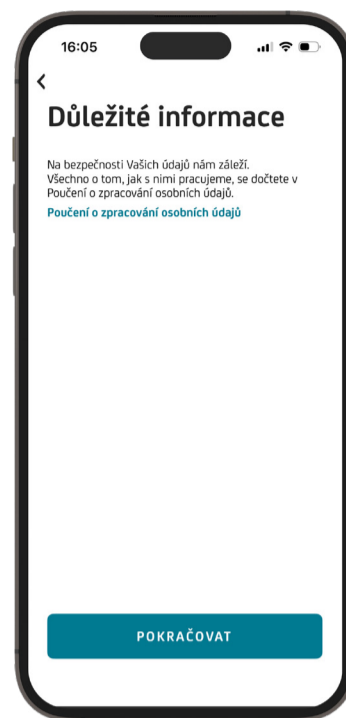 16:05
Důležité informace
Na bezpečnosti Vašich údajů nám záleží.
Všechno o tom, jak s nimi pracujeme, se dočtete v
Poučení o zpracování osobních údajů.
Poučení o zpracování osobních údajů
POKRAČOVAT